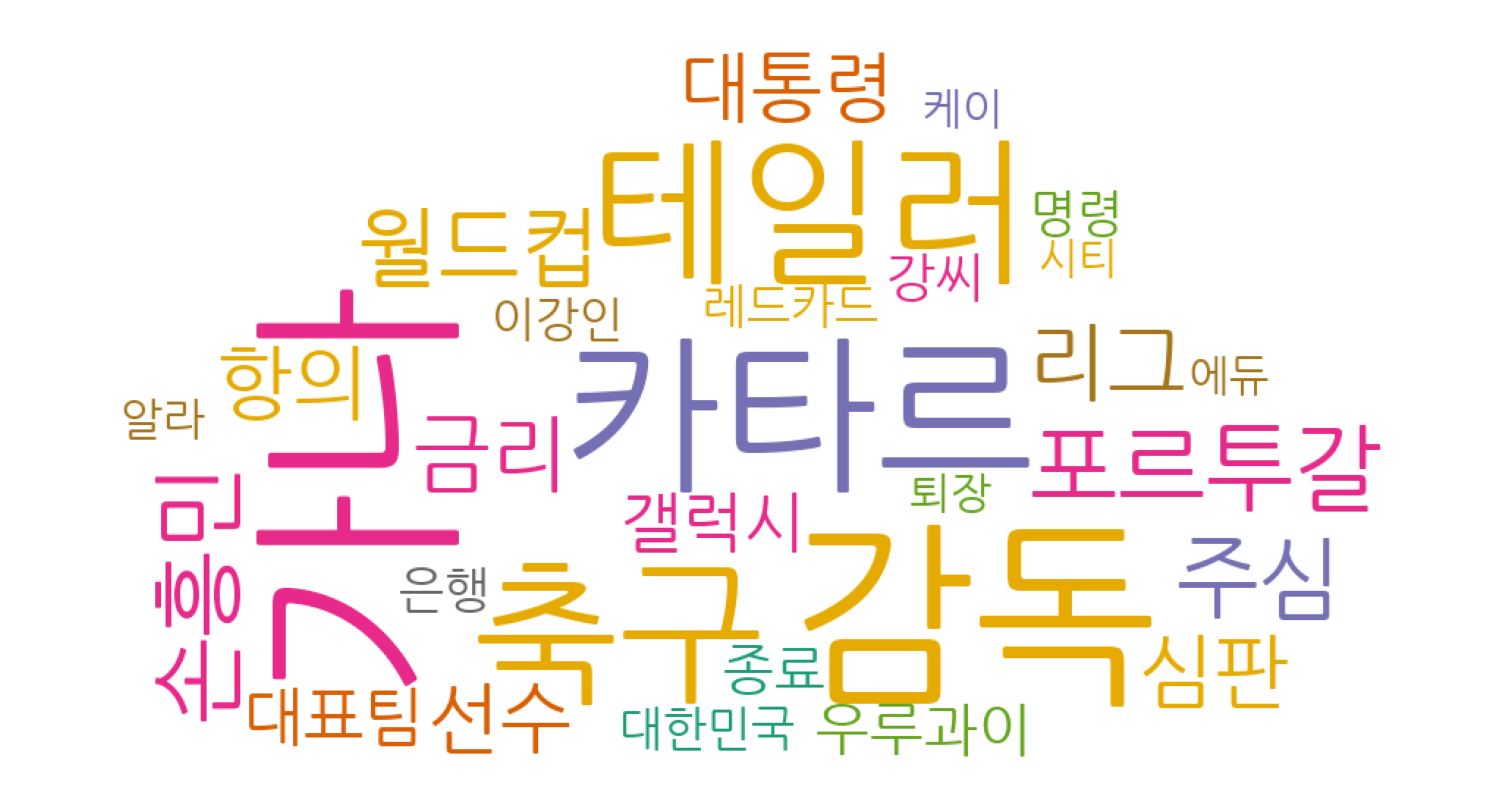 대통령
케이
테일러
명령
월드컵
시티
강씨
이강인
레드카드
가나
항의
카타르
리그
에듀
알라
금리
포르투갈
손흥민
갤럭시
퇴장
감독
축구
주심
은행
종료
심판
대표팀
선수
대한민국
우루과이